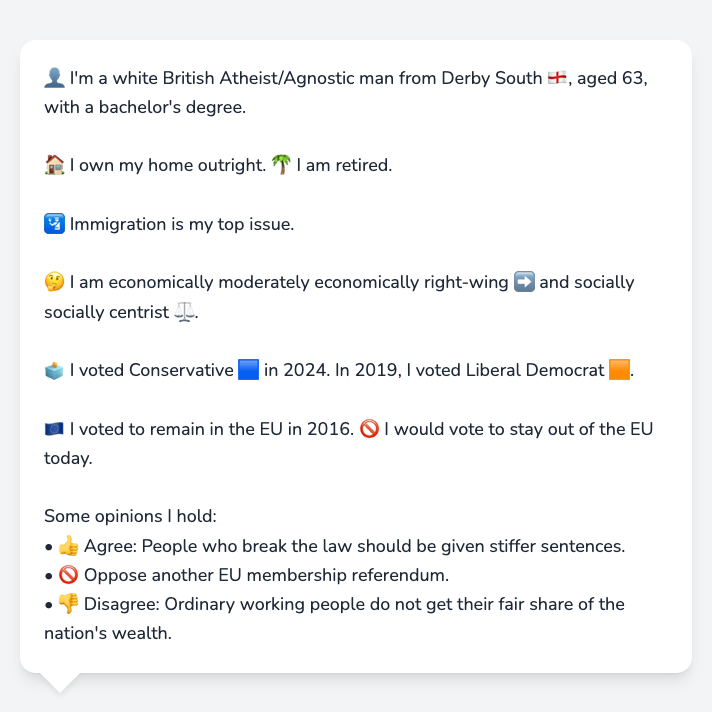 👤 I'm a white British Atheist/Agnostic man from Derby South 🏴󠁧󠁢󠁥󠁮󠁧󠁿, aged 63,
with a bachelor's degree.
🏠 I own my home outright. 🌴 I am retired.
🛂 Immigration is my top issue.
🤔 I am economically moderately economically right-wing ➡️ and socially
socially centrist ⚖️.
🗳️ I voted Conservative 🟦 in 2024. In 2019, I voted Liberal Democrat 🟧.
🇪🇺 I voted to remain in the EU in 2016. 🚫 I would vote to stay out of the EU
today.
Some opinions I hold:
• 👍 Agree: People who break the law should be given stiffer sentences.
• 🚫 Oppose another EU membership referendum.
• 👎 Disagree: Ordinary working people do not get their fair share of the
nation's wealth.